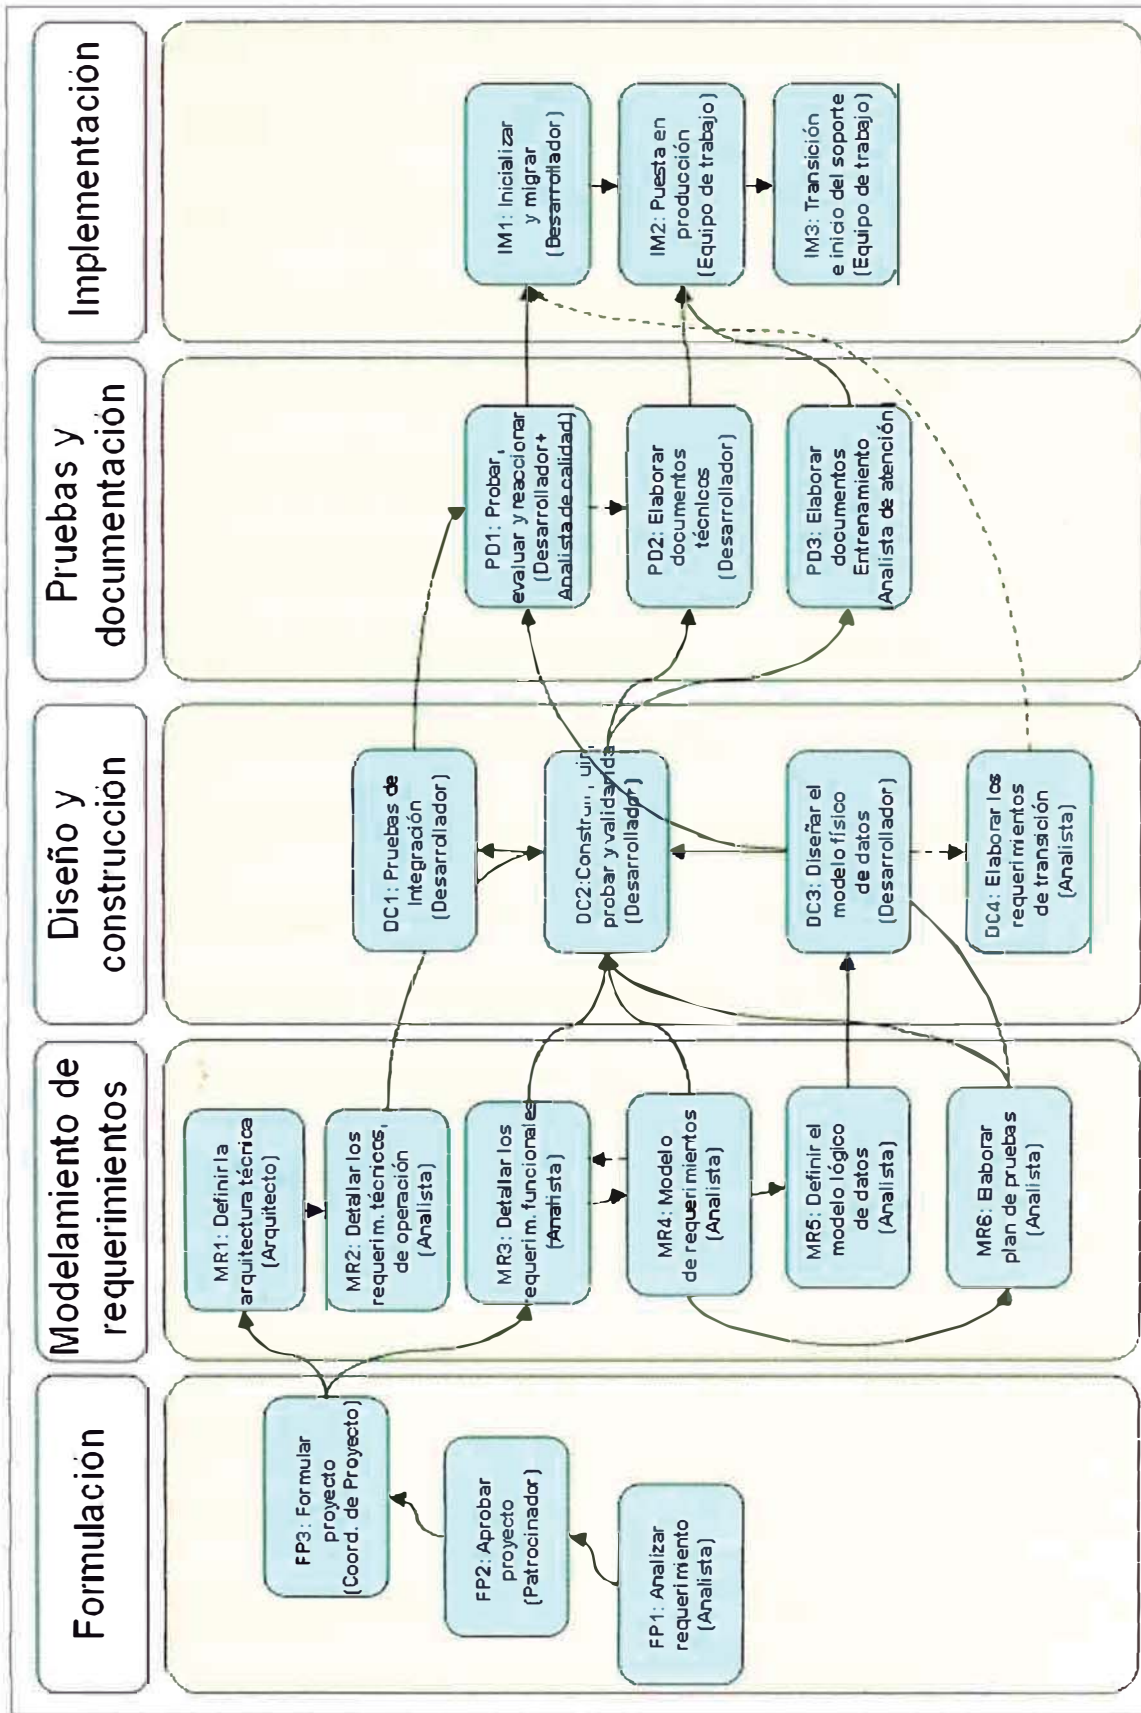 Formulación
FP3: Formular
proyecto
(Coord. de Proyecto)
FP2: Aprobar
proyecto
(Patrocinador)
FP1: Analizar
requerimiento
(Analista)
Modelamiento de
requerimientos
MR1: Definir la
arquitectura técnica
(Arquitecto)
MR2: Detallar los
requerim. técnicos,
de operación
(Analista)
MR3: Detallar los
requerim. funcionales
(Analista)
MR4: Modelo
de requerimientos
(Analista)
MR5: Definir el
modelo lógico
de datos
(Analista)
MR6: Elaborar
plan de pruebas
(Analista)
Diseño y
construcción
DC1: Pruebas de
Integración
(Desarrollador)
DC2:Construir,
probar y validar
(Desarrollador)
DC3: Diseñar el
modelo físico
de datos
(Desarrollador)
DC4: Elaborar los
requerimientos
de transición
(Analista)
Pruebas y
documentación
PD1: Probar,
evaluar y reaccionar
(Desarrollador+
Analista de calidad)
PD2: Elaborar
documentos
técnicos
(Desarrollador)
PD3: Elaborar
documentos
Entrenamiento
(Analista de atención)
Implementación
IM1: Inicializar
y migrar
(Desarrollador)
IM2: Puesta en
producción
(Equipo de trabajo)
IM3: Transición
e inicio del soporte
(Equipo de trabajo)